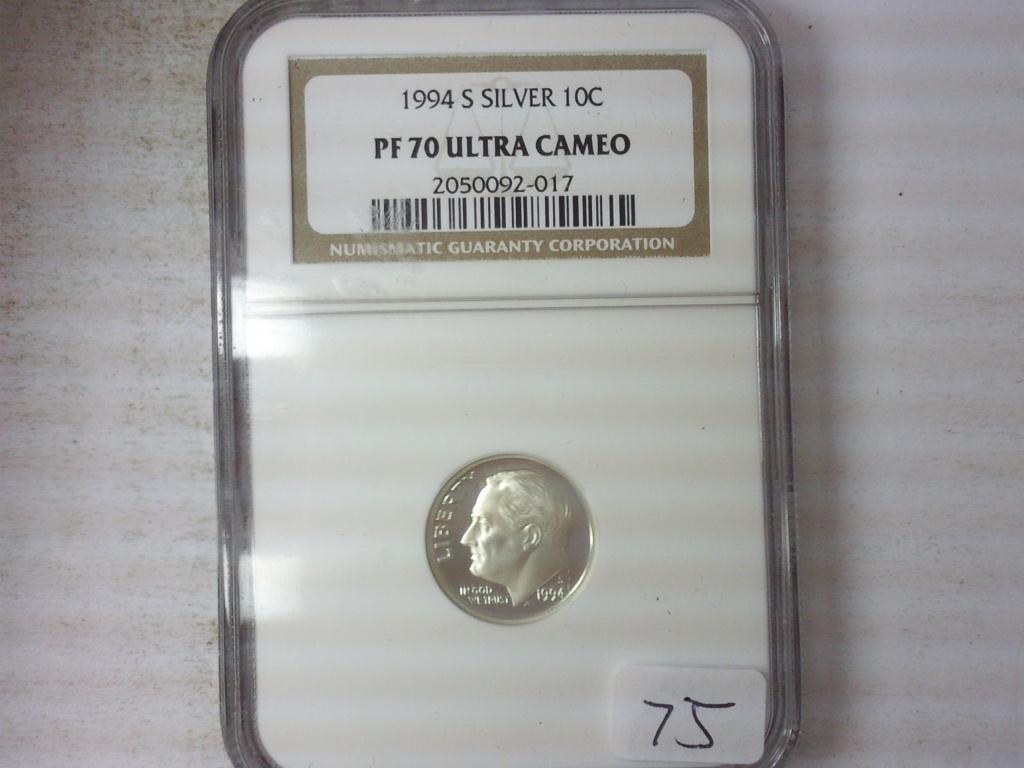 1994 S SILVER 10C
PF 70 ULTRA CAMEO
2050092-017
NUMISMATIC GUARANTY CORPORATION
LIBERTY
IN GOD
WE TRUST
S
1994
75